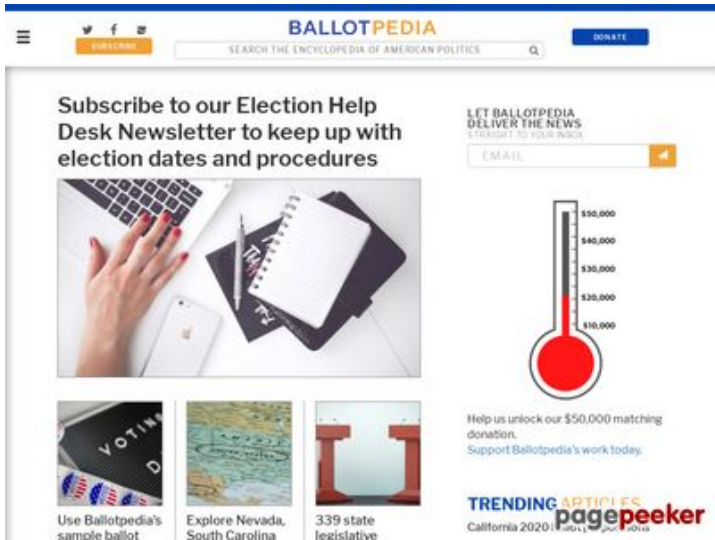 BALLOTPEDIA
SUBSCRIBE
SEARCH THE ENCYCLOPEDIA OF AMERICAN POLITICS
DONATE
Subscribe to our Election Help
Desk Newsletter to keep up with
election dates and procedures
VOTING
D
Use Ballotpedia's
sample ballot
Explore Nevada,
South Carolina
339 state
legislative
LET BALLOTPEDIA
DELIVER THE NEWS
STRAIGHT TO YOUR INBOX
EMAIL
$50,000
$40,000
$30,000
$20,000
$10,000
Help us unlock our $50,000 matching
donation.
Support Ballotpedia's work today.
TRENDING ARTICLES
California 2020
pagepeeker